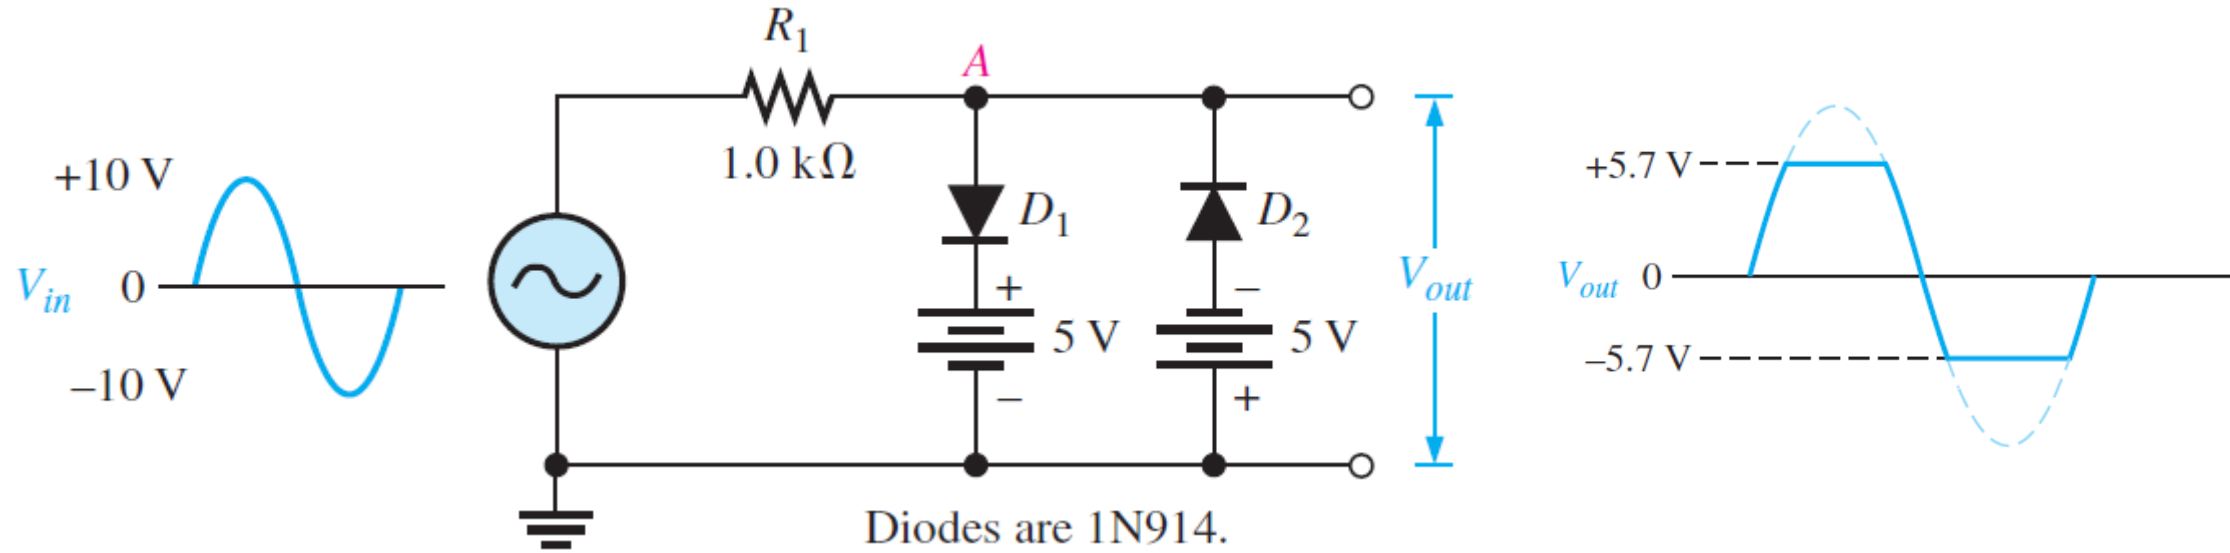 R1
A
+10 V
1.0 kΩ
+5.7 V
D1
D2
Vin
0
+
–
5 V
5 V
Vout
Vout
0
–5.7 V
–10 V
–
+
Diodes are 1N914.